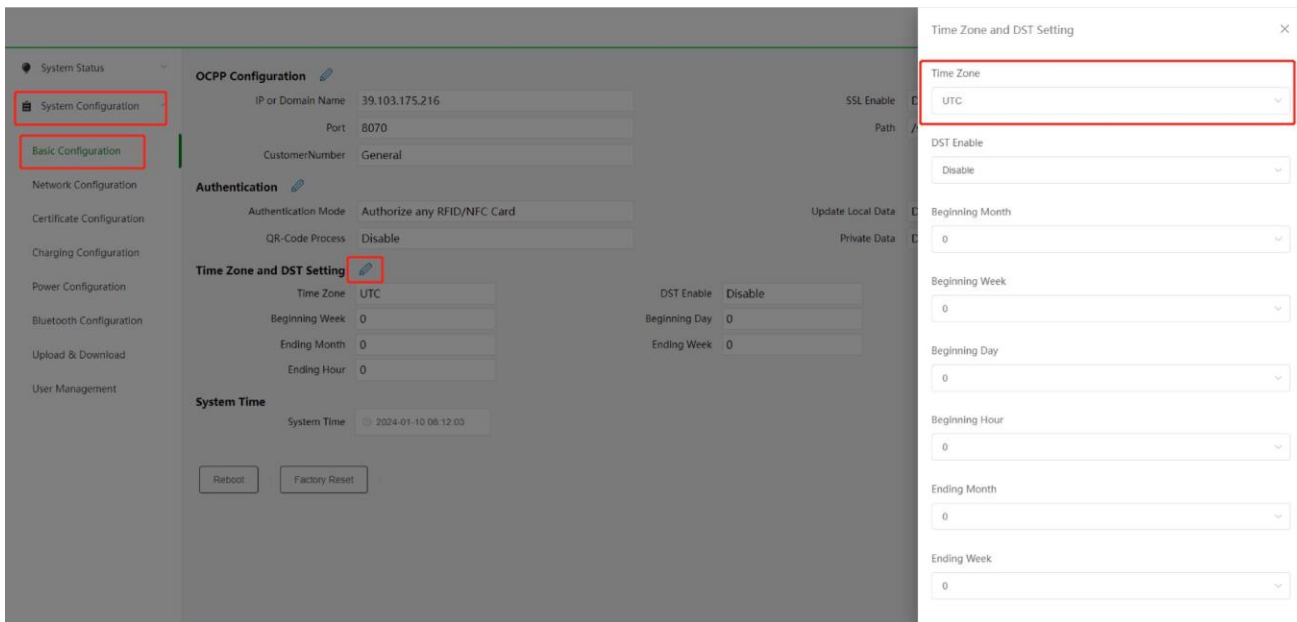 System Status
System Configuration
Basic Configuration
Network Configuration
Certificate Configuration
Charging Configuration
Power Configuration
Bluetooth Configuration
Upload & Download
User Management
OCPP Configuration
IP or Domain Name 39.103.175.216 SSL Enable
Port 8070 Path
CustomerNumber General
Authentication
Authentication Mode Authorize any RFID/NFC Card Update Local Data
QR-Code Process Disable Private Data
Time Zone and DST Setting
Time Zone UTC DST Enable Disable
Beginning Week 0 Beginning Day 0
Ending Month 0 Ending Week 0
Ending Hour 0
System Time
System Time 2024-01-10 06:12:03
Reboot Factory Reset
Time Zone and DST Setting
Time Zone
UTC
DST Enable
Disable
Beginning Month
0
Beginning Week
0
Beginning Day
0
Beginning Hour
0
Ending Month
0
Ending Week
0